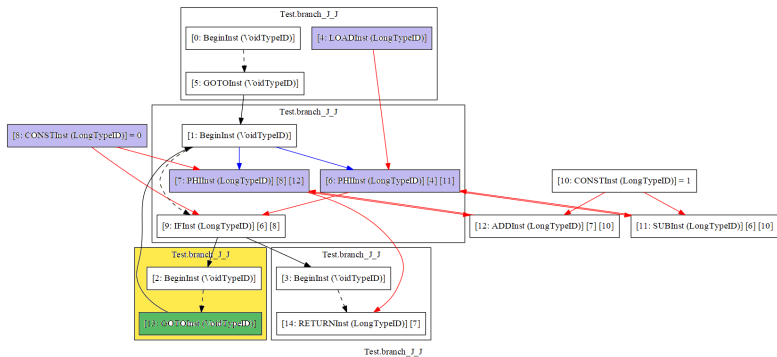 Test.branch_J_J
[0: BeginInst (VoidTypeID)]
[4: LOADInst (LongTypeID)]
[5: GOTOInst (VoidTypeID)]
Test.branch_J_J
[8: CONSTInst (LongTypeID)] = 0
[1: BeginInst (VoidTypeID)]
[7: PHIInst (LongTypeID)] [8] [12]
[6: PHIInst (LongTypeID)] [4] [11]
[10: CONSTInst (LongTypeID)] = 1
[9: IFInst (LongTypeID)] [6] [8]
[12: ADDInst (LongTypeID)] [7] [10]
[11: SUBInst (LongTypeID)] [6] [10]
Test.branch_J_J
Test.branch_J_J
[2: BeginInst (VoidTypeID)]
[3: BeginInst (VoidTypeID)]
[13: GOTOInst (VoidTypeID)]
[14: RETURNInst (LongTypeID)] [7]
Test.branch_J_J